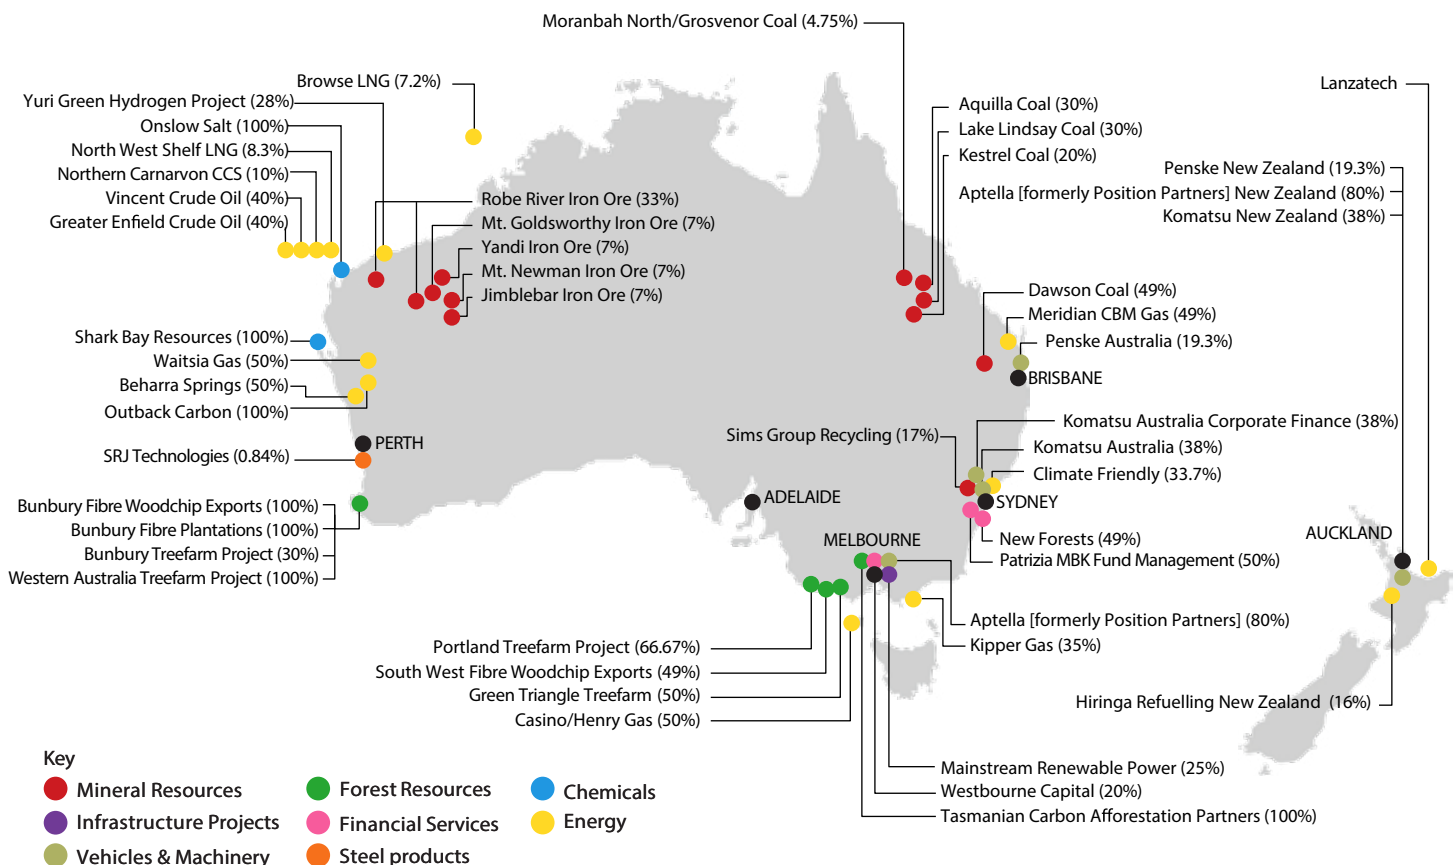 Moranbah North/Grosvenor Coal (4.75%)
Browse LNG (7.2%)
Yuri Green Hydrogen Project (28%)
Onslow Salt (100%)
North West Shelf LNG (8.3%)
Northern Carnarvon CCS (10%)
Vincent Crude Oil (40%)
Greater Enfield Crude Oil (40%)
Robe River Iron Ore (33%)
Mt. Goldsworthy Iron Ore (7%)
Yandi Iron Ore (7%)
Mt. Newman Iron Ore (7%)
Jimblebar Iron Ore (7%)
Aquilla Coal (30%)
Lake Lindsay Coal (30%)
Kestrel Coal (20%)
Lanzatech
Penske New Zealand (19.3%)
Aptella [formerly Position Partners] New Zealand (80%)
Komatsu New Zealand (38%)
Dawson Coal (49%)
Meridian CBM Gas (49%)
Penske Australia (19.3%)
BRISBANE
Shark Bay Resources (100%)
Waitsia Gas (50%)
Beharra Springs (50%)
Outback Carbon (100%)
PERTH
SRJ Technologies (0.84%)
Bunbury Fibre Woodchip Exports (100%)
Bunbury Fibre Plantations (100%)
Bunbury Treefarm Project (30%)
Western Australia Treefarm Project (100%)
Sims Group Recycling (17%)
Komatsu Australia Corporate Finance (38%)
Komatsu Australia (38%)
Climate Friendly (33.7%)
SYDNEY
ADELAIDE
New Forests (49%)
Patrizia MBK Fund Management (50%)
MELBOURNE
AUCKLAND
Aptella [formerly Position Partners] (80%)
Kipper Gas (35%)
Portland Treefarm Project (66.67%)
South West Fibre Woodchip Exports (49%)
Green Triangle Treefarm (50%)
Casino/Henry Gas (50%)
Hiringa Refuelling New Zealand (16%)
Mainstream Renewable Power (25%)
Westbourne Capital (20%)
Tasmanian Carbon Afforestation Partners (100%)
Key
Mineral Resources
Infrastructure Projects
Vehicles & Machinery
Forest Resources
Financial Services
Steel products
Chemicals
Energy